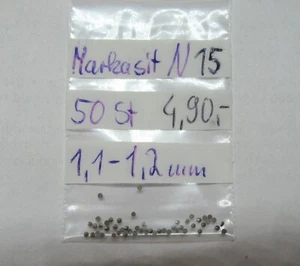 Markasit N 15
50 St 4,90,-
1,1-1,2 mm